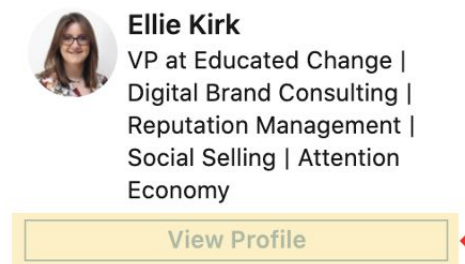 Ellie Kirk
VP at Educated Change |
Digital Brand Consulting |
Reputation Management |
Social Selling | Attention
Economy
View Profile